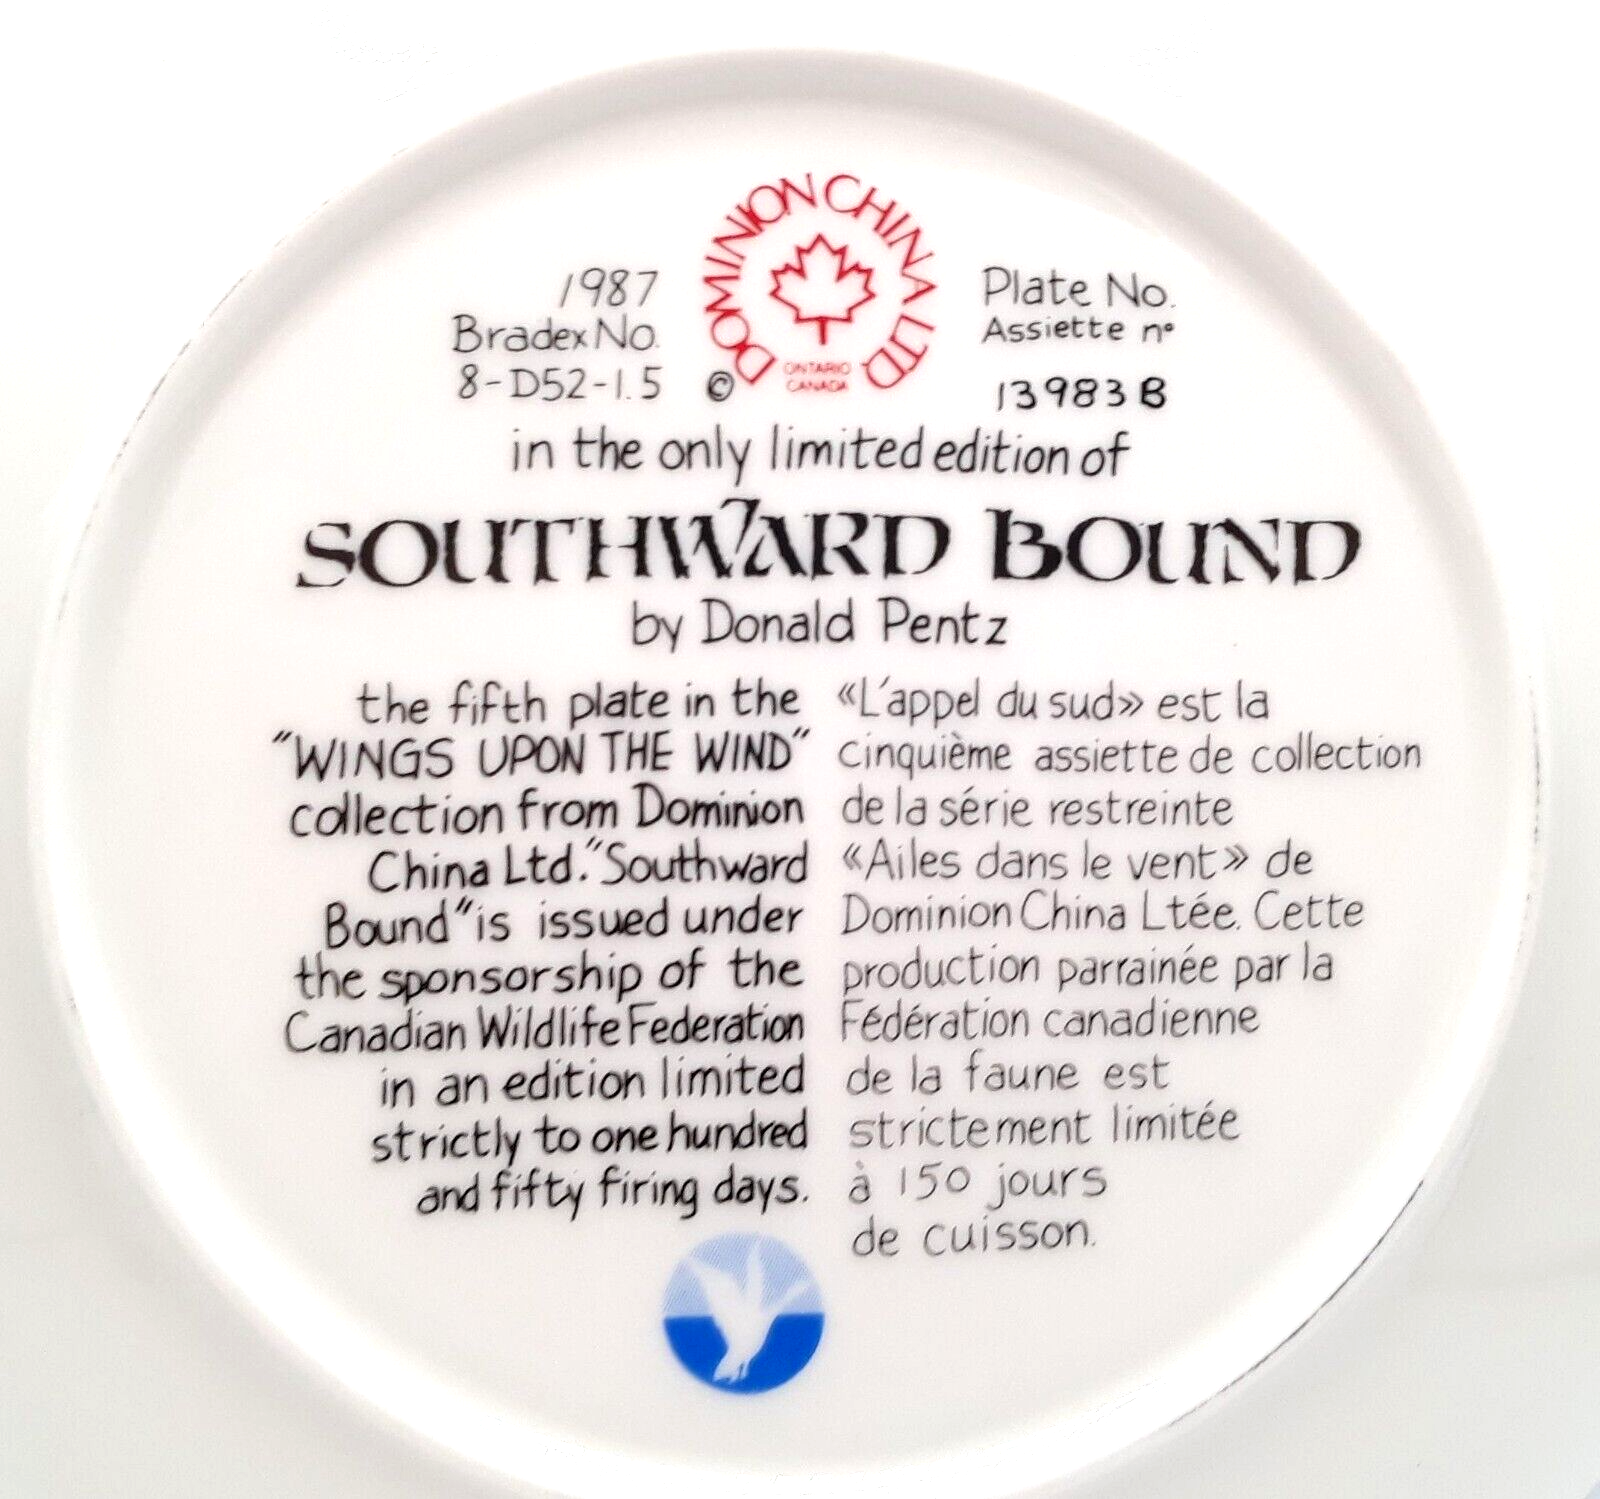 1987
Bradex No.
8-D52-1.5
©
DOMINION CHINA LTD
ONTARIO
CANADA
Plate No.
Assiette nº
13983B
in the only limited edition of
SOUTHWARD BOUND
by Donald Pentz
the fifth plate in the
"WINGS UPON THE WIND"
collection from Dominion
China Ltd. "Southward
Bound" is issued under
the sponsorship of the
Canadian Wildlife Federation
in an edition limited
strictly to one hundred
and fifty firing days.
«L'appel du sud» est la
cinquième assiette de collection
de la série restreinte
«Ailes dans le vent» de
Dominion China Ltée. Cette
production parrainée par la
Fédération canadienne
de la faune est
strictement limitée
à 150 jours
de cuisson.